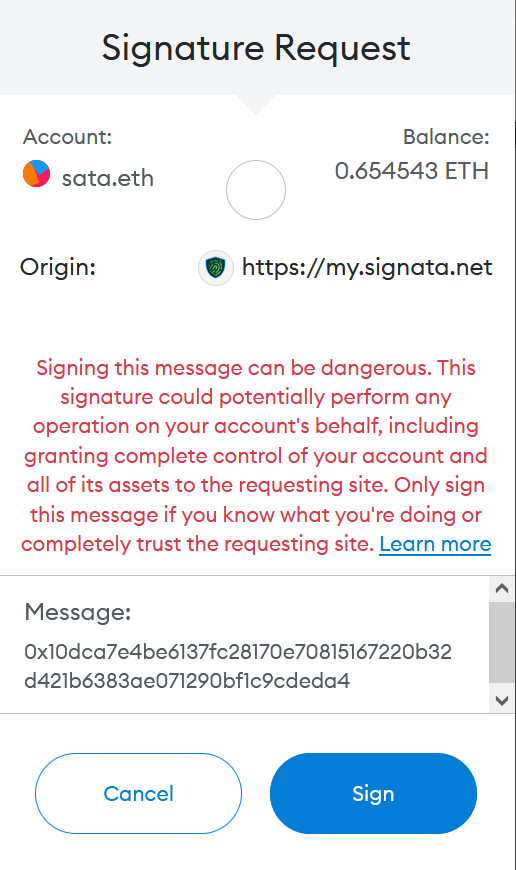 Signature Request
Account:
Balance:
sata.eth
0.654543 ETH
Origin:
https://my.signata.net
Signing this message can be dangerous. This
signature could potentially perform any
operation on your account's behalf, including
granting complete control of your account and
all of its assets to the requesting site. Only sign
this message if you know what you're doing or
completely trust the requesting site. Learn more
Message:
0x10dca7e4be6137fc28170e70815167220b32
d421b6383ae071290bf1c9cdeda4
Cancel
Sign